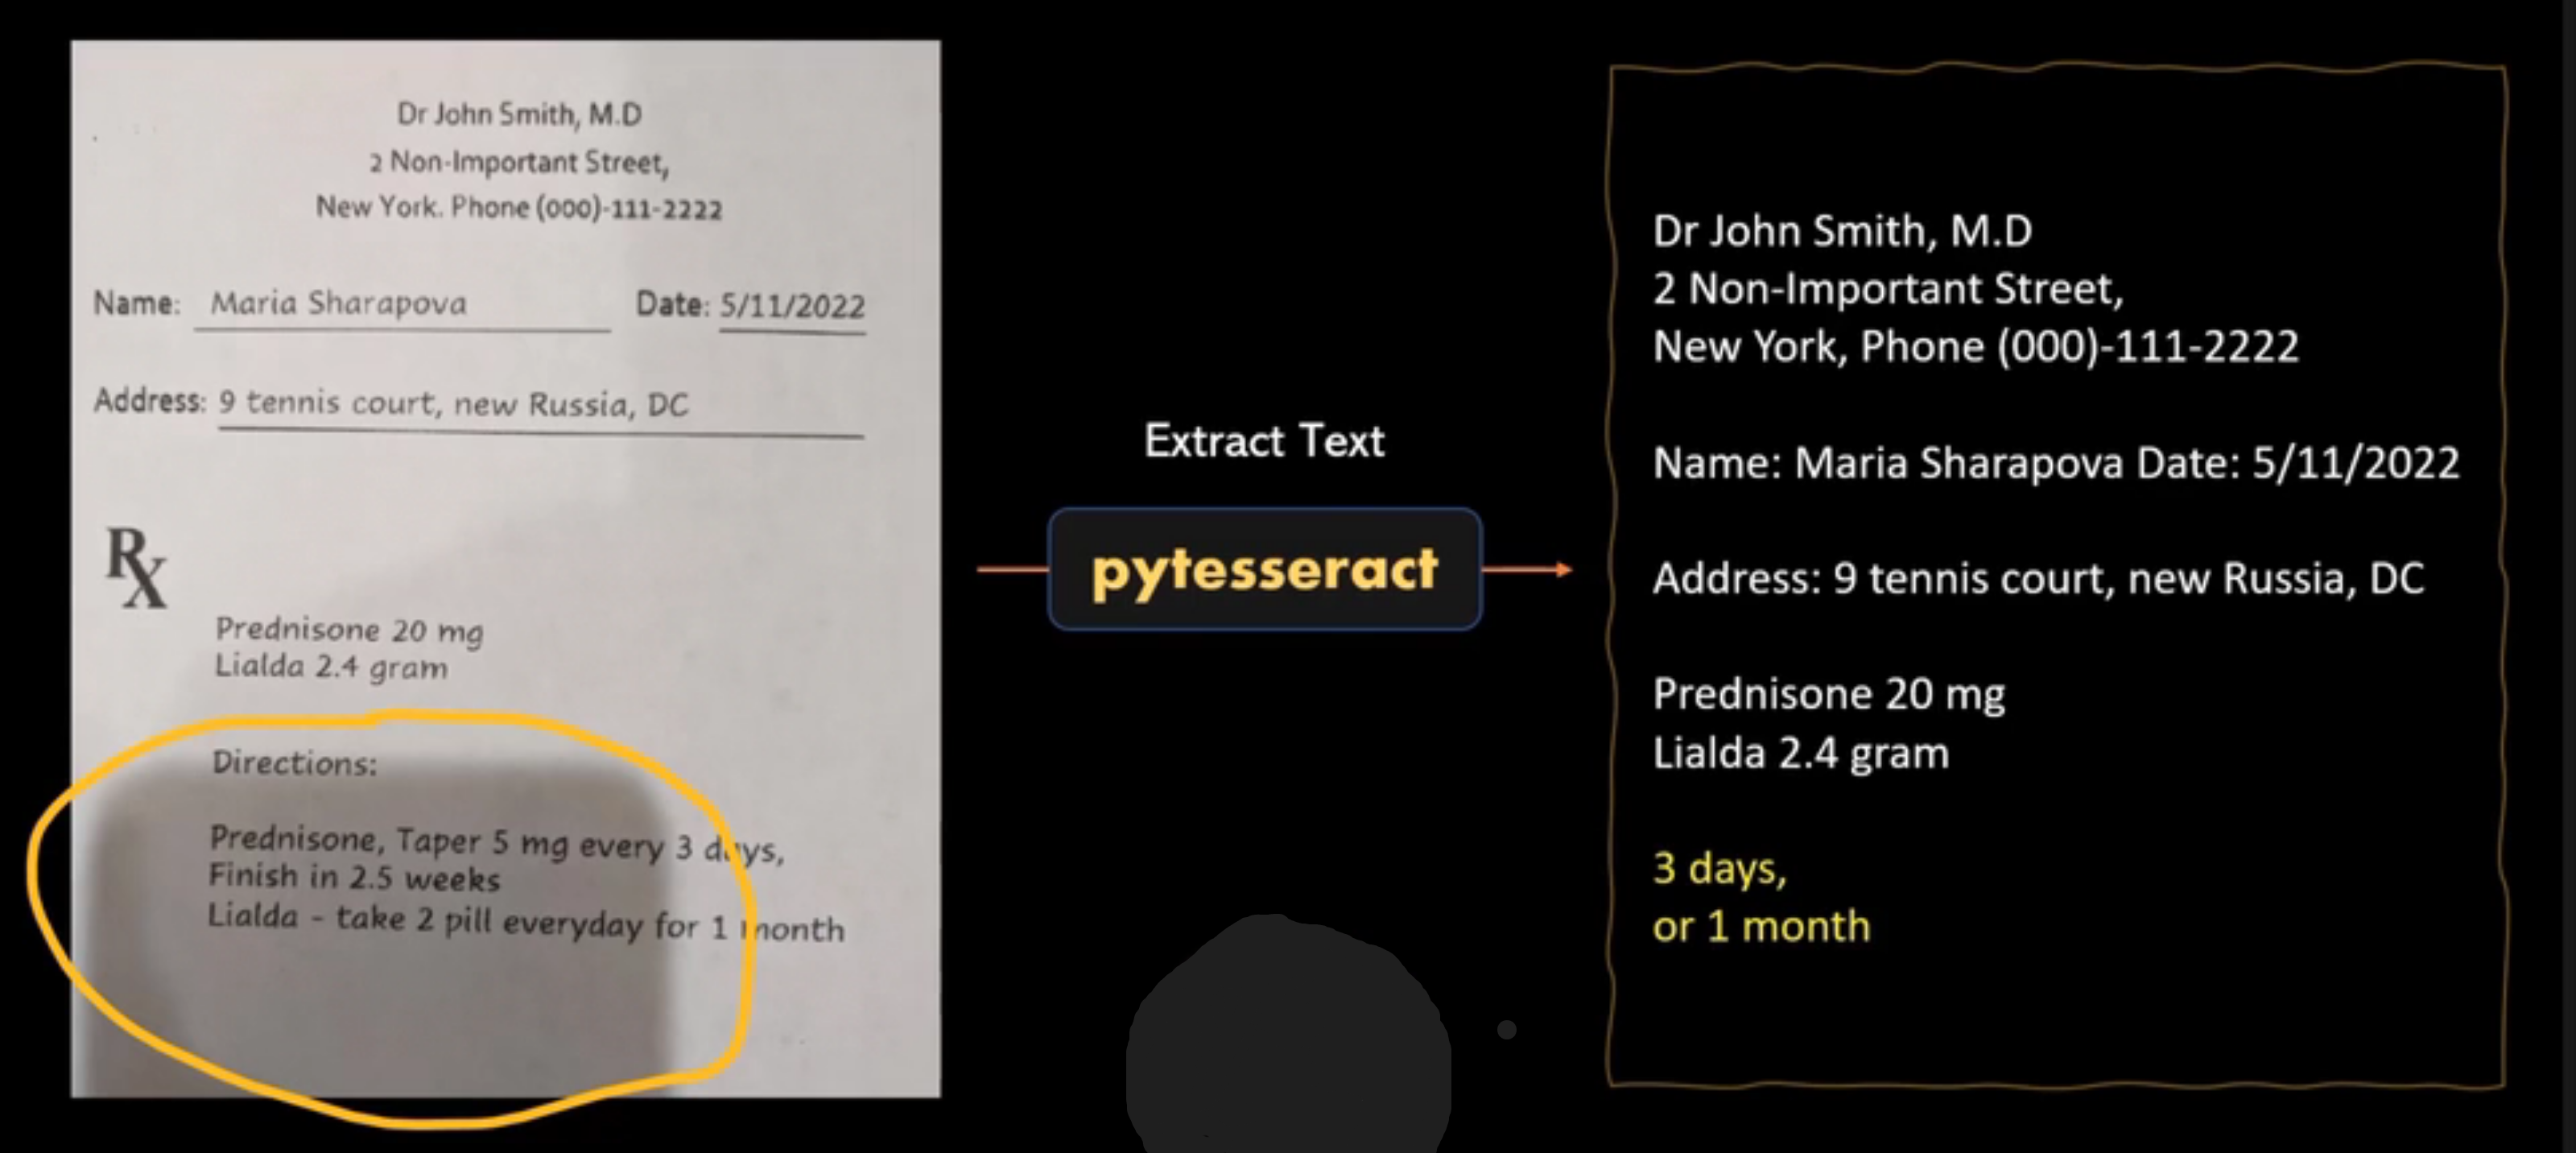 Dr John Smith, M.D
2 Non-Important Street,
New York. Phone (000)-111-2222
Name: Maria Sharapova Date: 5/11/2022
Address: 9 tennis court, new Russia, DC
Rx
Prednisone 20 mg
Lialda 2.4 gram
Directions:
Prednisone, Taper 5 mg every 3 days,
Finish in 2.5 weeks
Lialda - take 2 pill everyday for 1 month
Extract Text
pytesseract
Dr John Smith, M.D
2 Non-Important Street,
New York, Phone (000)-111-2222
Name: Maria Sharapova Date: 5/11/2022
Address: 9 tennis court, new Russia, DC
Prednisone 20 mg
Lialda 2.4 gram
3 days,
or 1 month